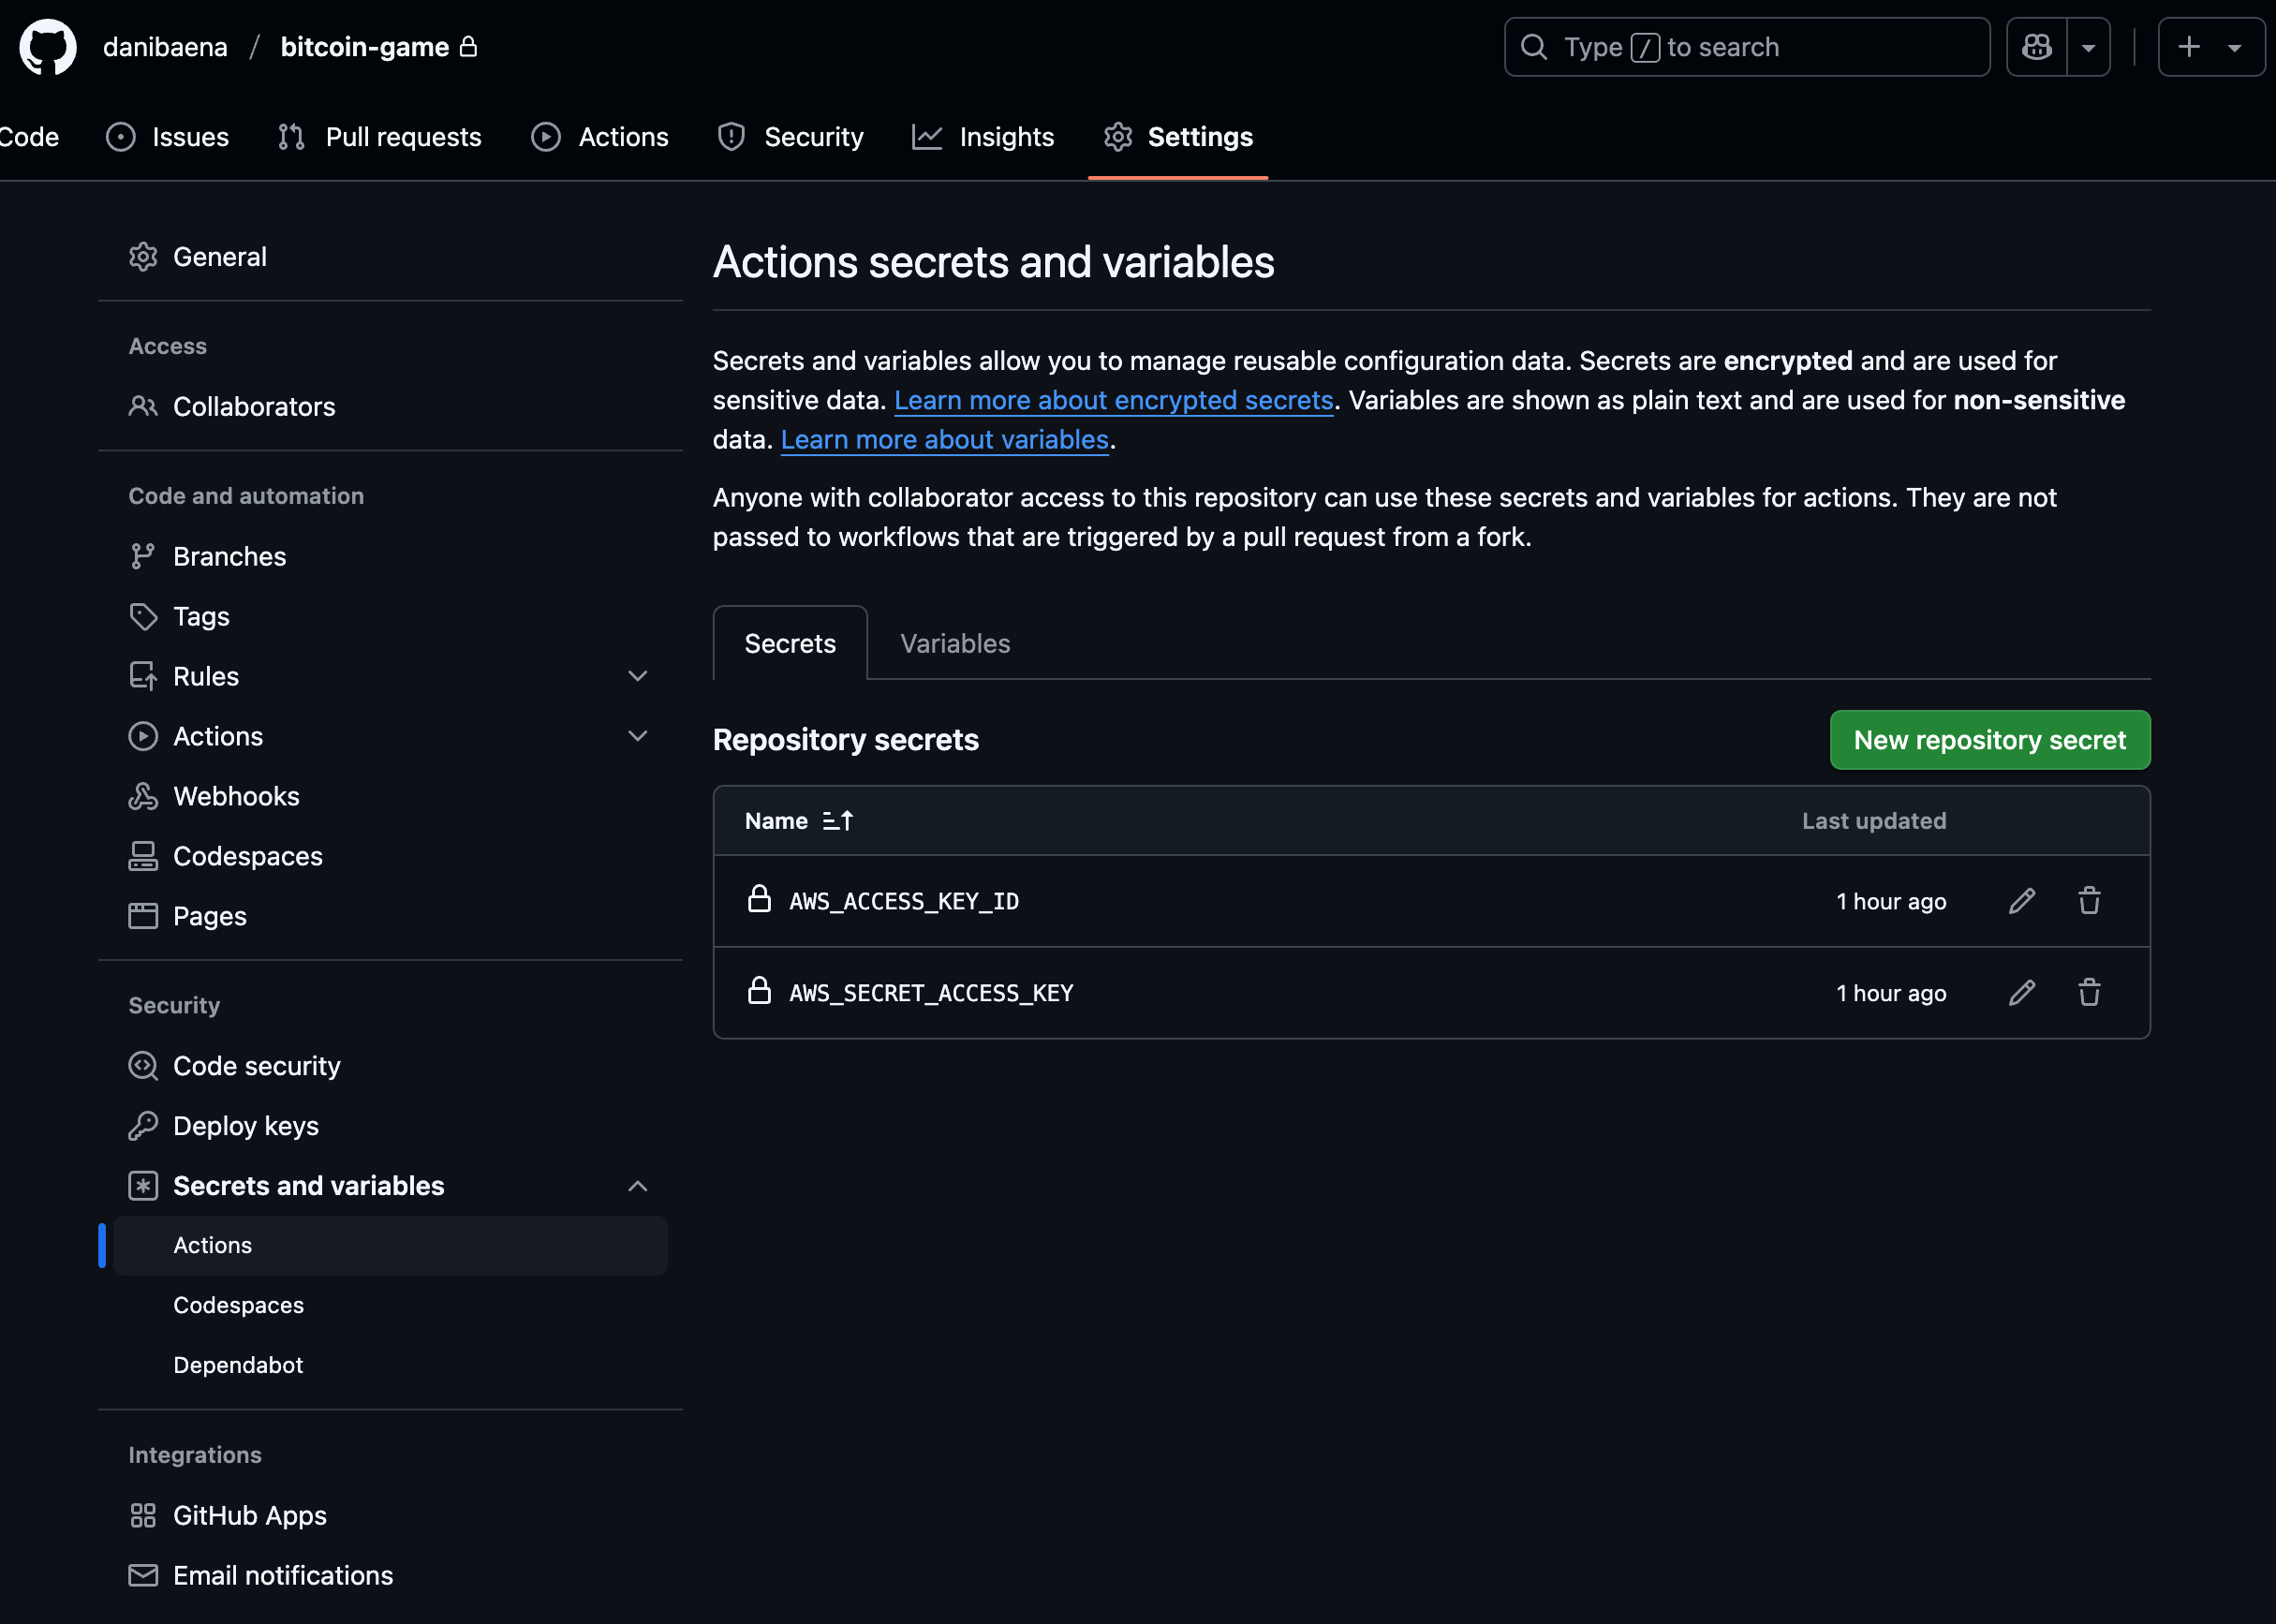 danibaena / bitcoin-game
Type / to search
Code
Issues
Pull requests
Actions
Security
Insights
Settings
General
Access
Collaborators
Code and automation
Branches
Tags
Rules
Actions
Webhooks
Codespaces
Pages
Security
Code security
Deploy keys
Secrets and variables
Actions
Codespaces
Dependabot
Integrations
GitHub Apps
Email notifications
Actions secrets and variables
Secrets and variables allow you to manage reusable configuration data. Secrets are encrypted and are used for
sensitive data. Learn more about encrypted secrets. Variables are shown as plain text and are used for non-sensitive
data. Learn more about variables.
Anyone with collaborator access to this repository can use these secrets and variables for actions. They are not
passed to workflows that are triggered by a pull request from a fork.
Secrets
Variables
Repository secrets
New repository secret
Name
Last updated
AWS_ACCESS_KEY_ID
1 hour ago
AWS_SECRET_ACCESS_KEY
1 hour ago